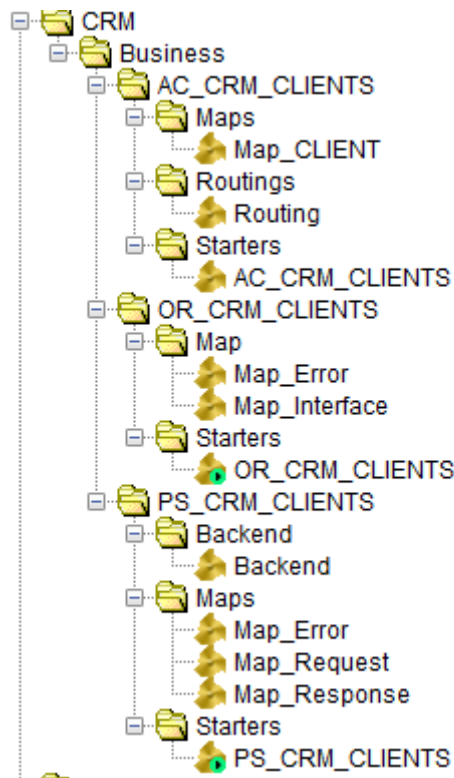 CRM
Business
AC_CRM_CLIENTS
Maps
Map_CLIENT
Routings
Routing
Starters
AC_CRM_CLIENTS
OR_CRM_CLIENTS
Map
Map_Error
Map_Interface
Starters
OR_CRM_CLIENTS
PS_CRM_CLIENTS
Backend
Backend
Maps
Map_Error
Map_Request
Map_Response
Starters
PS_CRM_CLIENTS